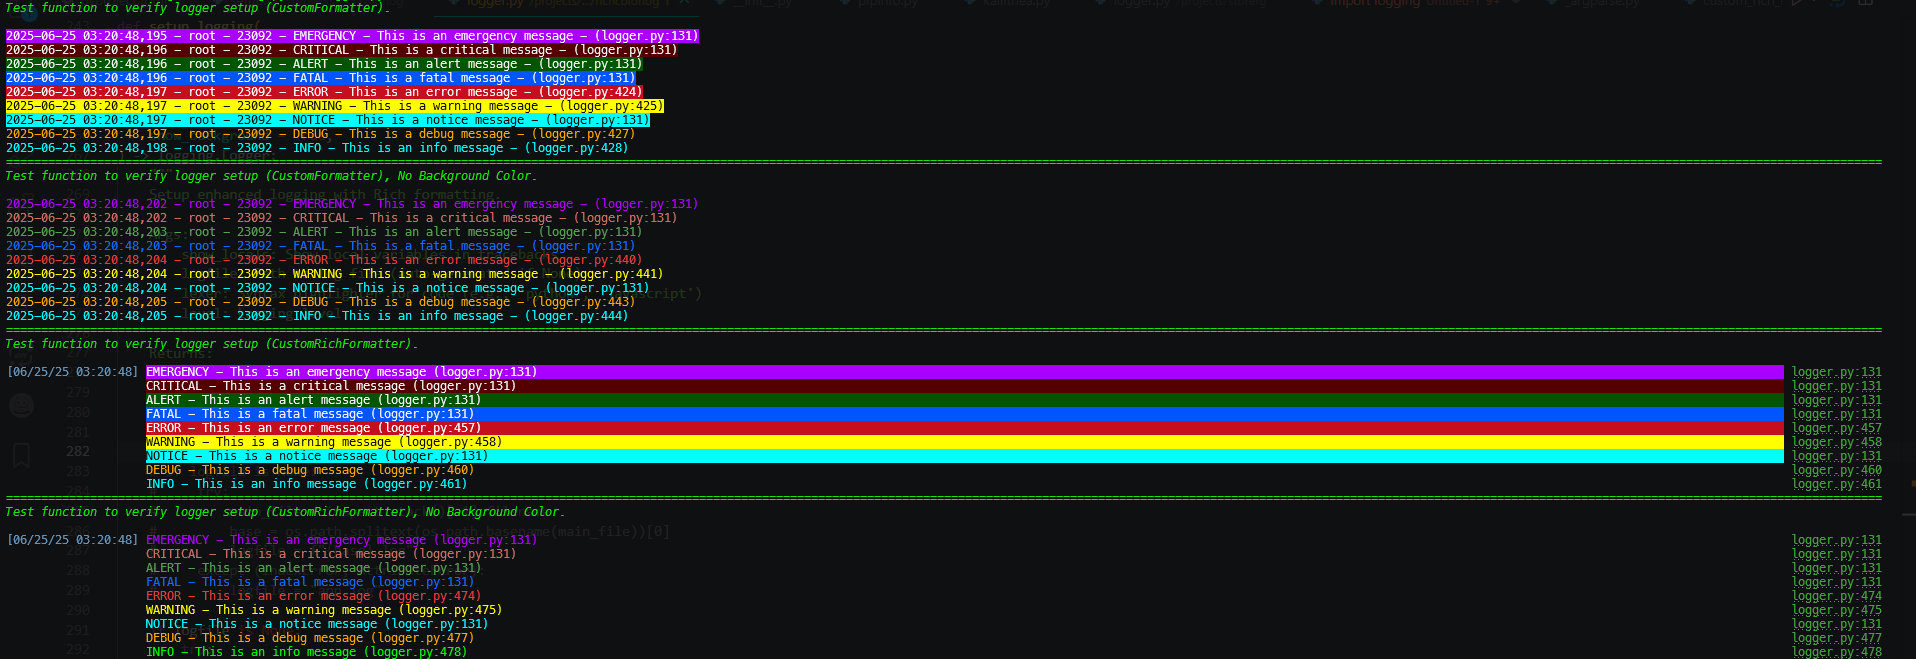 Test function to verify logger setup (CustomFormatter).
2025-06-25 03:20:48,195 - root - 23092 - EMERGENCY - This is an emergency message - (logger.py:131)
2025-06-25 03:20:48,196 - root - 23092 - CRITICAL - This is a critical message - (logger.py:131)
2025-06-25 03:20:48,196 - root - 23092 - ALERT - This is an alert message - (logger.py:131)
2025-06-25 03:20:48,196 - root - 23092 - FATAL - This is a fatal message - (logger.py:131)
2025-06-25 03:20:48,197 - root - 23092 - ERROR - This is an error message - (logger.py:424)
2025-06-25 03:20:48,197 - root - 23092 - WARNING - This is a warning message - (logger.py:425)
2025-06-25 03:20:48,197 - root - 23092 - NOTICE - This is a notice message - (logger.py:131)
2025-06-25 03:20:48,197 - root - 23092 - DEBUG - This is a debug message - (logger.py:427)
2025-06-25 03:20:48,198 - root - 23092 - INFO - This is an info message - (logger.py:428)
Test function to verify logger setup (CustomFormatter), No Background Color.
Setup enhanced logging with Rich formatting.
2025-06-25 03:20:48,202 - root - 23092 - EMERGENCY - This is an emergency message - (logger.py:131)
2025-06-25 03:20:48,202 - root - 23092 - CRITICAL - This is a critical message - (logger.py:131)
2025-06-25 03:20:48,203 - root - 23092 - ALERT - This is an alert message - (logger.py:131)
2025-06-25 03:20:48,203 - root - 23092 - FATAL - This is a fatal message - (logger.py:131)
2025-06-25 03:20:48,204 - root - 23092 - ERROR - This is an error message - (logger.py:440)
2025-06-25 03:20:48,204 - root - 23092 - WARNING - This is a warning message - (logger.py:441)
2025-06-25 03:20:48,204 - root - 23092 - NOTICE - This is a notice message - (logger.py:131)
2025-06-25 03:20:48,205 - root - 23092 - DEBUG - This is a debug message - (logger.py:443)
2025-06-25 03:20:48,205 - root - 23092 - INFO - This is an info message - (logger.py:444)
Test function to verify logger setup (CustomRichFormatter).
Returns:
[06/25/25 03:20:48] EMERGENCY - This is an emergency message (logger.py:131) logger.py:131
CRITICAL - This is a critical message (logger.py:131) logger.py:131
ALERT - This is an alert message (logger.py:131) logger.py:131
FATAL - This is a fatal message (logger.py:131) logger.py:131
ERROR - This is an error message (logger.py:457) logger.py:457
WARNING - This is a warning message (logger.py:458) logger.py:458
NOTICE - This is a notice message (logger.py:131) logger.py:131
DEBUG - This is a debug message (logger.py:460) logger.py:460
INFO - This is an info message (logger.py:461) logger.py:461
Test function to verify logger setup (CustomRichFormatter), No Background Color.
base = os.path.splitext(os.path.basename(main_file))[0]
[06/25/25 03:20:48] EMERGENCY - This is an emergency message (logger.py:131) logger.py:131
CRITICAL - This is a critical message (logger.py:131) logger.py:131
ALERT - This is an alert message (logger.py:131) logger.py:131
FATAL - This is a fatal message (logger.py:131) logger.py:131
ERROR - This is an error message (logger.py:474) logger.py:474
WARNING - This is a warning message (logger.py:475) logger.py:475
NOTICE - This is a notice message (logger.py:131) logger.py:131
DEBUG - This is a debug message (logger.py:477) logger.py:477
INFO - This is an info message (logger.py:478) logger.py:478